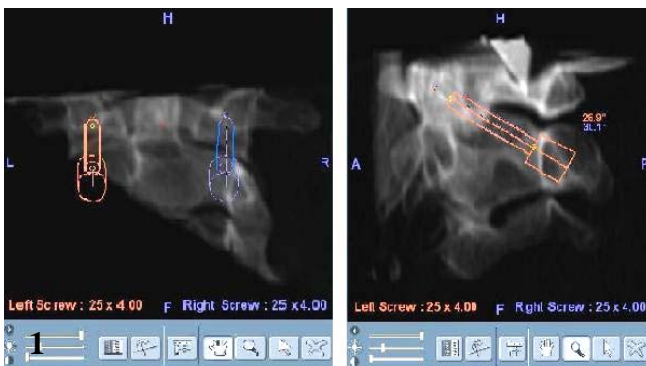 H
L
R
Left Screw : 25 x 4.00
F
Right Screw : 25 x 4.00
1
H
A
P
Left Screw : 25 x 4.00
F
Right Screw : 25 x 4.00